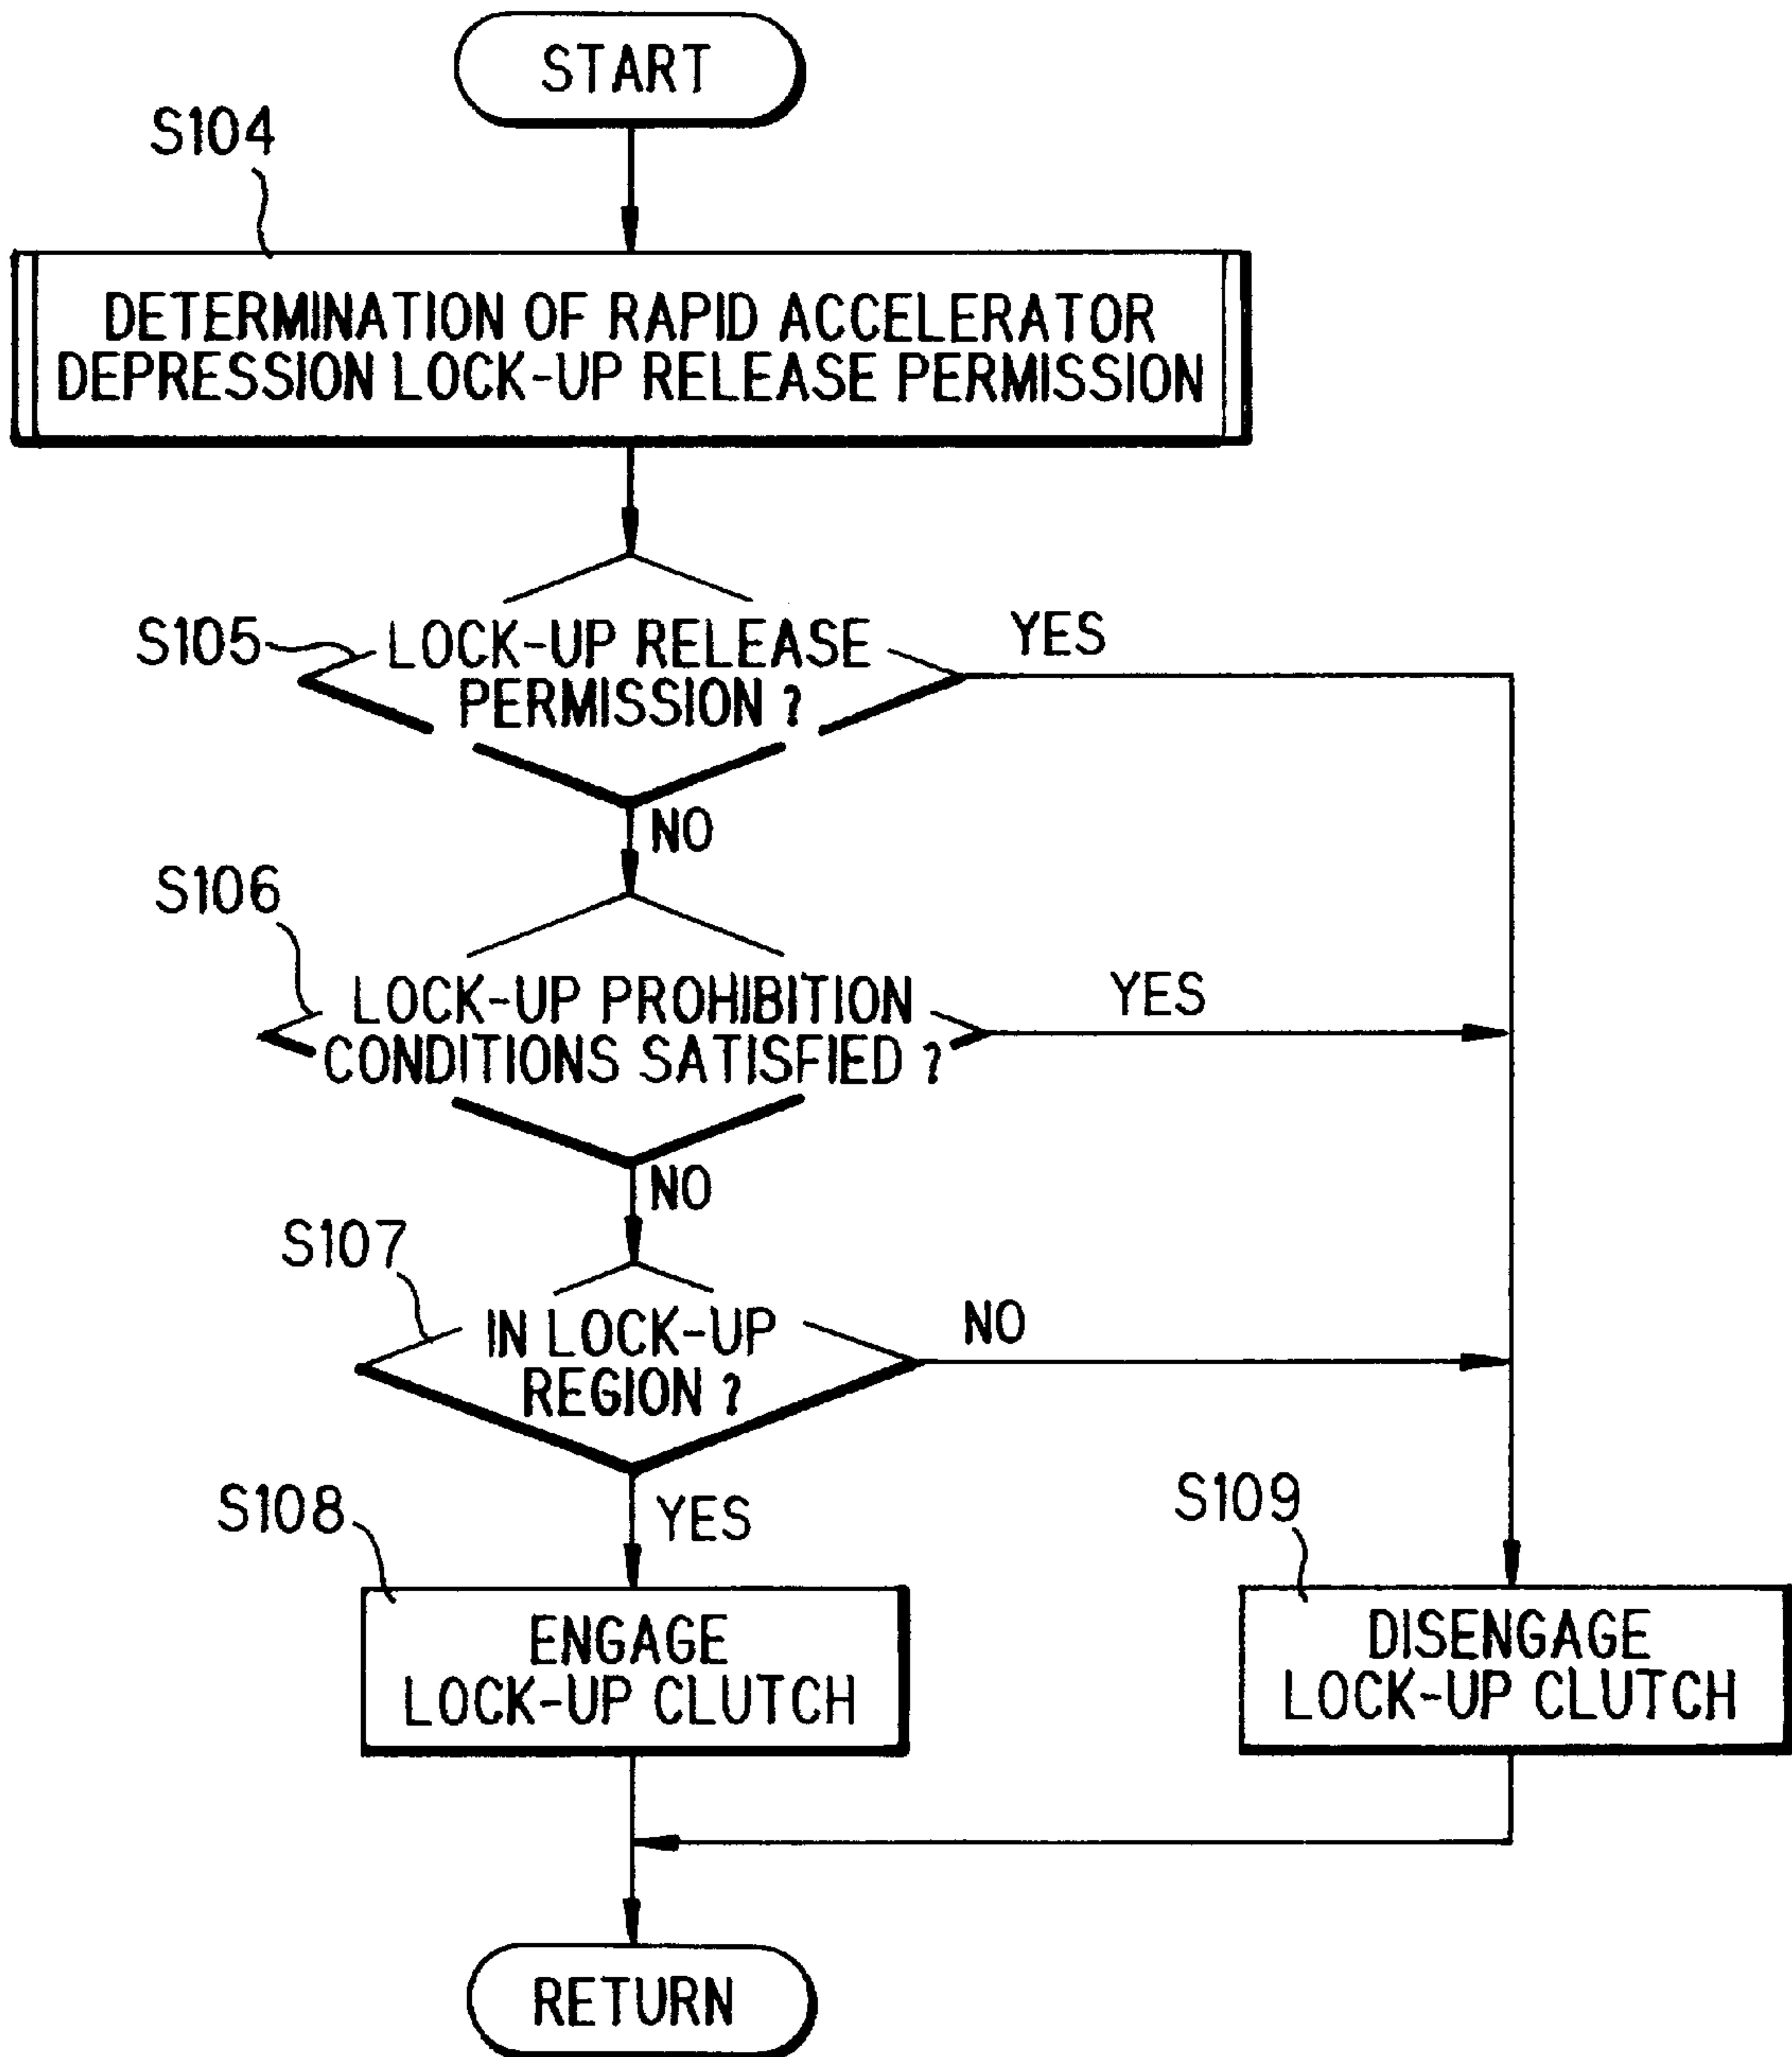 START
S104
DETERMINATION OF RAPID ACCELERATOR
DEPRESSION LOCK-UP RELEASE PERMISSION
S105
LOCK-UP RELEASE
PERMISSION ?
YES
NO
S106
LOCK-UP PROHIBITION
CONDITIONS SATISFIED ?
YES
NO
S107
IN LOCK-UP
REGION ?
NO
YES
S108
ENGAGE
LOCK-UP CLUTCH
S109
DISENGAGE
LOCK-UP CLUTCH
RETURN